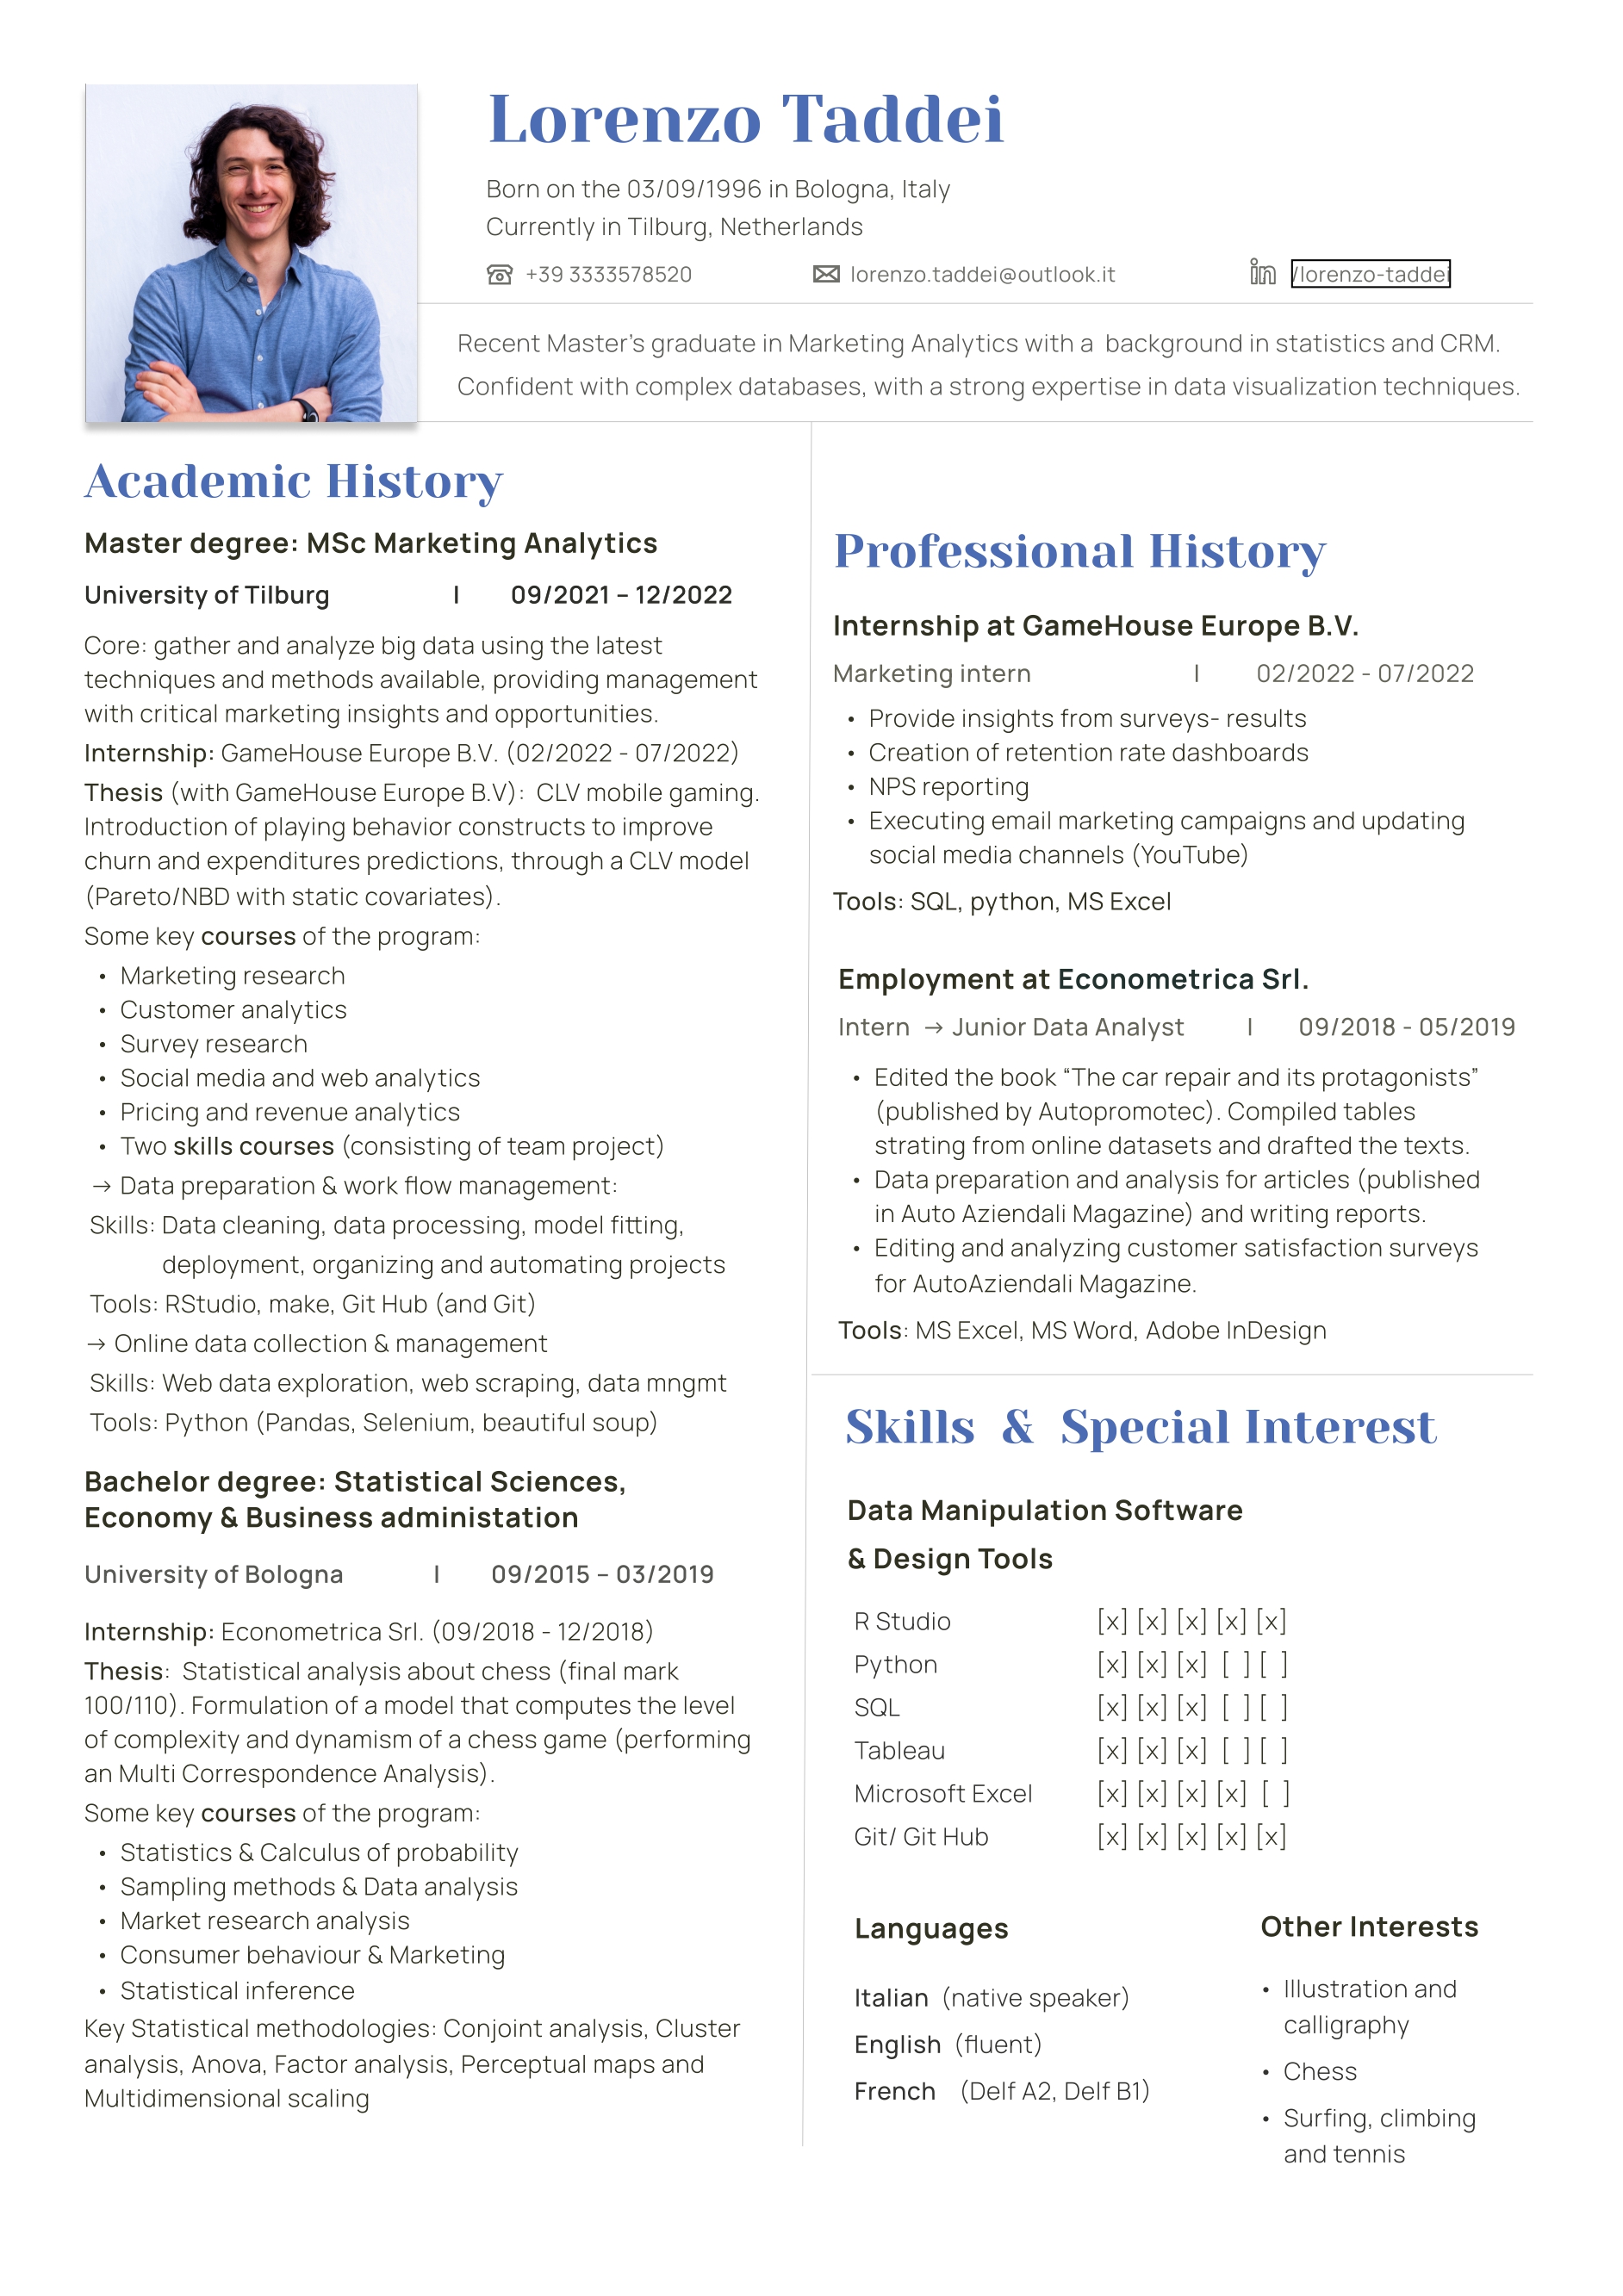 Lorenzo Taddei
Born on the 03/09/1996 in Bologna, Italy
Currently in Tilburg, Netherlands
+39 3333578520
lorenzo.taddei@outlook.it
in /lorenzo-taddei
Recent Master's graduate in Marketing Analytics with a  background in statistics and CRM.
Confident with complex databases, with a strong expertise in data visualization techniques.
Academic History
Master degree: MSc Marketing Analytics
University of Tilburg | 09/2021 – 12/2022
Core: gather and analyze big data using the latest
techniques and methods available, providing management
with critical marketing insights and opportunities.
Internship: GameHouse Europe B.V. (02/2022 - 07/2022)
Thesis (with GameHouse Europe B.V):  CLV mobile gaming.
Introduction of playing behavior constructs to improve
churn and expenditures predictions, through a CLV model
(Pareto/NBD with static covariates).
Some key courses of the program:
• Marketing research
• Customer analytics
• Survey research
• Social media and web analytics
• Pricing and revenue analytics
• Two skills courses (consisting of team project)
→ Data preparation & work flow management:
Skills: Data cleaning, data processing, model fitting,
deployment, organizing and automating projects
Tools: RStudio, make, Git Hub (and Git)
→ Online data collection & management
Skills: Web data exploration, web scraping, data mngmt
Tools: Python (Pandas, Selenium, beautiful soup)
Bachelor degree: Statistical Sciences,
Economy & Business administation
University of Bologna | 09/2015 – 03/2019
Internship: Econometrica Srl. (09/2018 - 12/2018)
Thesis:  Statistical analysis about chess (final mark
100/110). Formulation of a model that computes the level
of complexity and dynamism of a chess game (performing
an Multi Correspondence Analysis).
Some key courses of the program:
• Statistics & Calculus of probability
• Sampling methods & Data analysis
• Market research analysis
• Consumer behaviour & Marketing
• Statistical inference
Key Statistical methodologies: Conjoint analysis, Cluster
analysis, Anova, Factor analysis, Perceptual maps and
Multidimensional scaling
Professional History
Internship at GameHouse Europe B.V.
Marketing intern | 02/2022 - 07/2022
• Provide insights from surveys- results
• Creation of retention rate dashboards
• NPS reporting
• Executing email marketing campaigns and updating
social media channels (YouTube)
Tools: SQL, python, MS Excel
Employment at Econometrica Srl.
Intern → Junior Data Analyst | 09/2018 - 05/2019
• Edited the book “The car repair and its protagonists”
(published by Autopromotec). Compiled tables
strating from online datasets and drafted the texts.
• Data preparation and analysis for articles (published
in Auto Aziendali Magazine) and writing reports.
• Editing and analyzing customer satisfaction surveys
for AutoAziendali Magazine.
Tools: MS Excel, MS Word, Adobe InDesign
Skills & Special Interest
Data Manipulation Software
& Design Tools
R Studio [x] [x] [x] [x] [x]
Python [x] [x] [x] [ ] [ ]
SQL [x] [x] [x] [ ] [ ]
Tableau [x] [x] [x] [ ] [ ]
Microsoft Excel [x] [x] [x] [x] [ ]
Git/ Git Hub [x] [x] [x] [x] [x]
Languages
Italian (native speaker)
English (fluent)
French (Delf A2, Delf B1)
Other Interests
• Illustration and
calligraphy
• Chess
• Surfing, climbing
and tennis